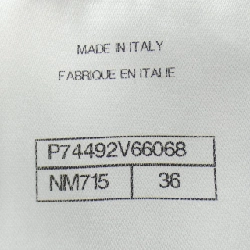 MADE IN ITALY
FABRIQUE EN ITALIE
P74492V66068
NM715 36